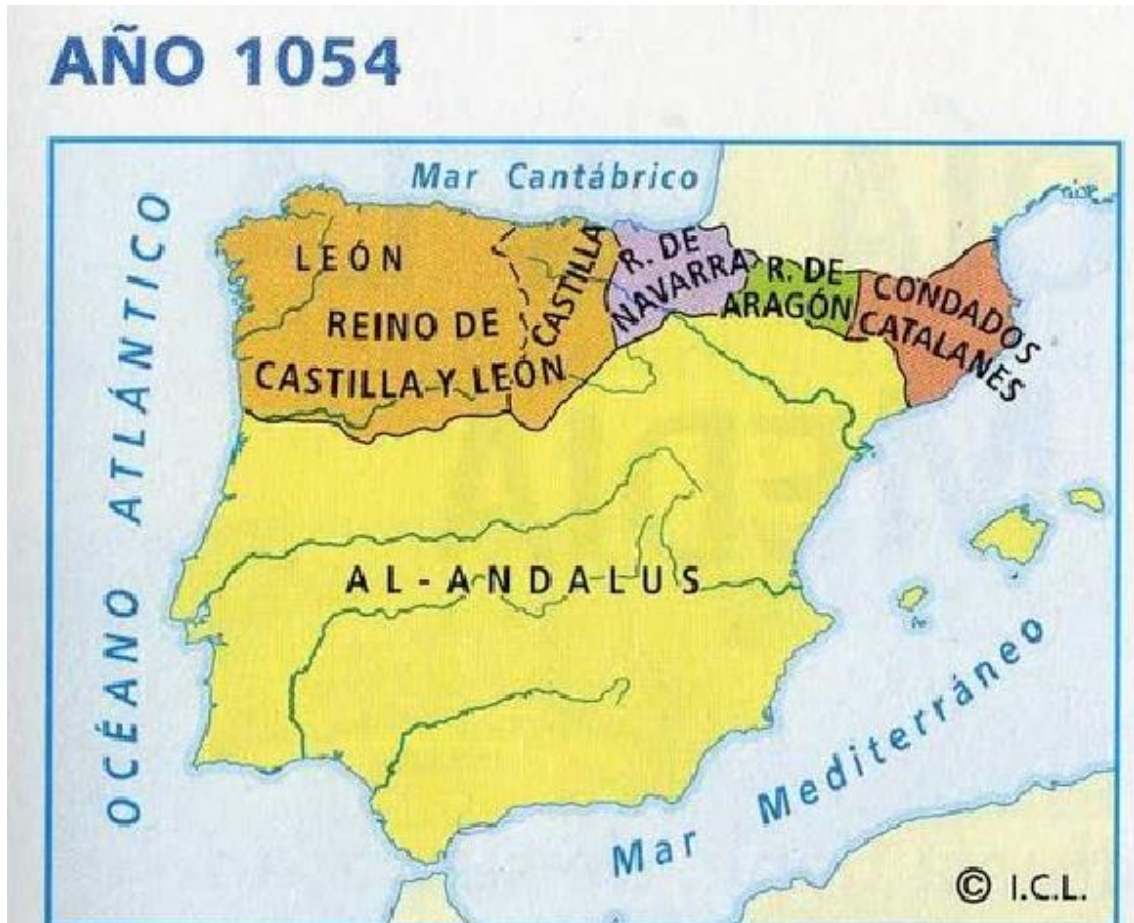 AÑO 1054
Mar Cantábrico
OCÉANO ATLÁNTICO
LEÓN
REINO DE
CASTILLA Y LEÓN
CASTILLA
R. DE
NAVARRA
R. DE
ARAGÓN
CONDADOS
CATALANES
AL-ANDALUS
Mar Mediterráneo
© I.C.L.